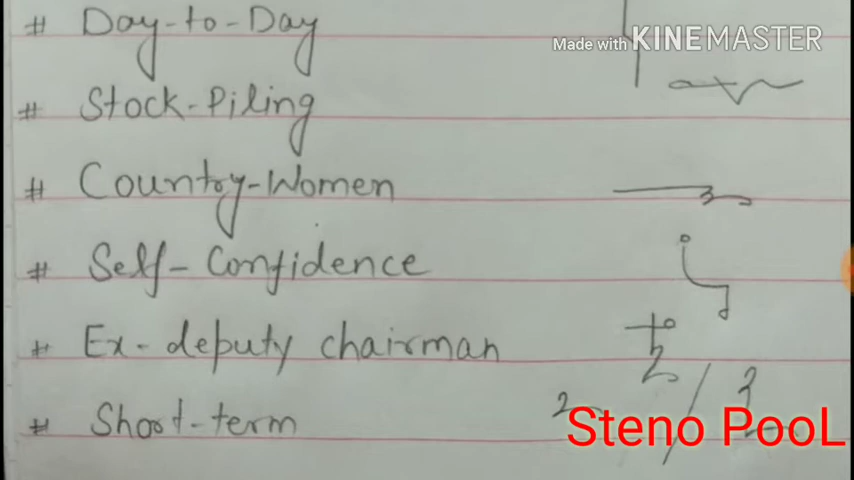 # Day-to-Day
Made with KINEMASTER
# Stock-Piling
# Country-Women
# Self-Confidence
# Ex-deputy chairman
# Short-term
Steno PooL